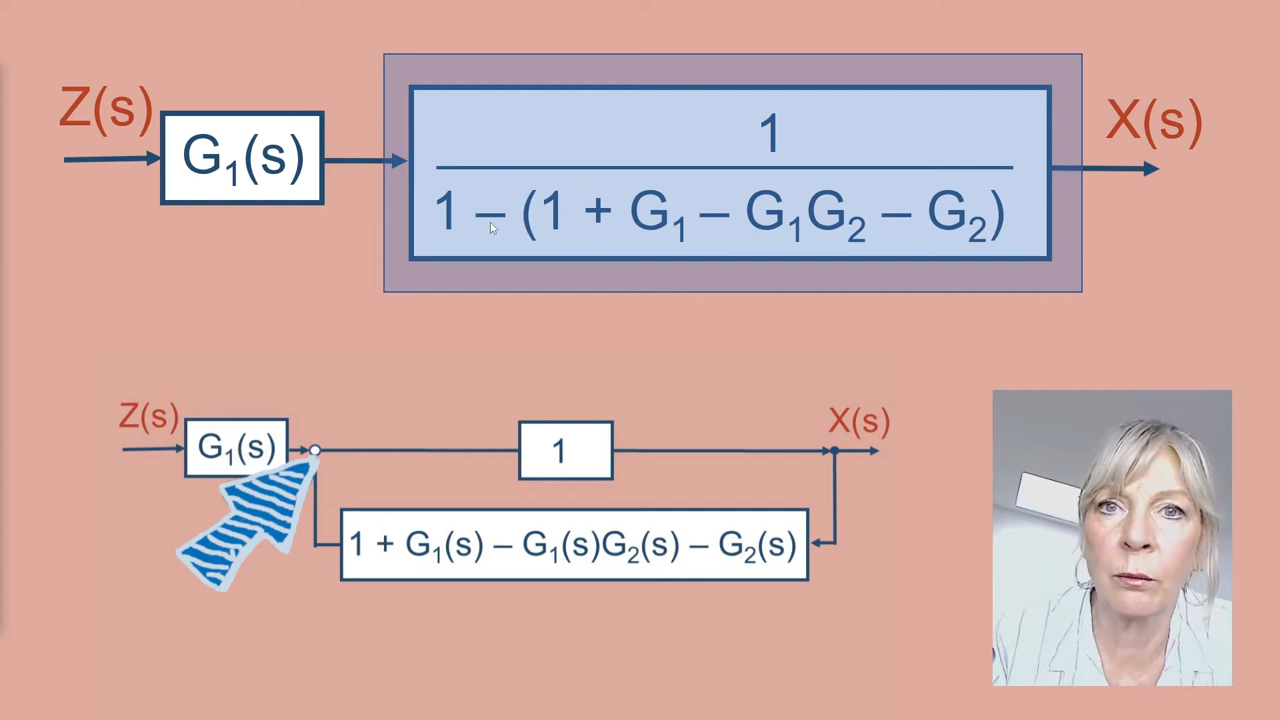 Z(s)
G₁(s)
1
1 – (1 + G₁ – G₁G₂ – G₂)
X(s)
Z(s)
G₁(s)
1
X(s)
1 + G₁(s) – G₁(s)G₂(s) – G₂(s)